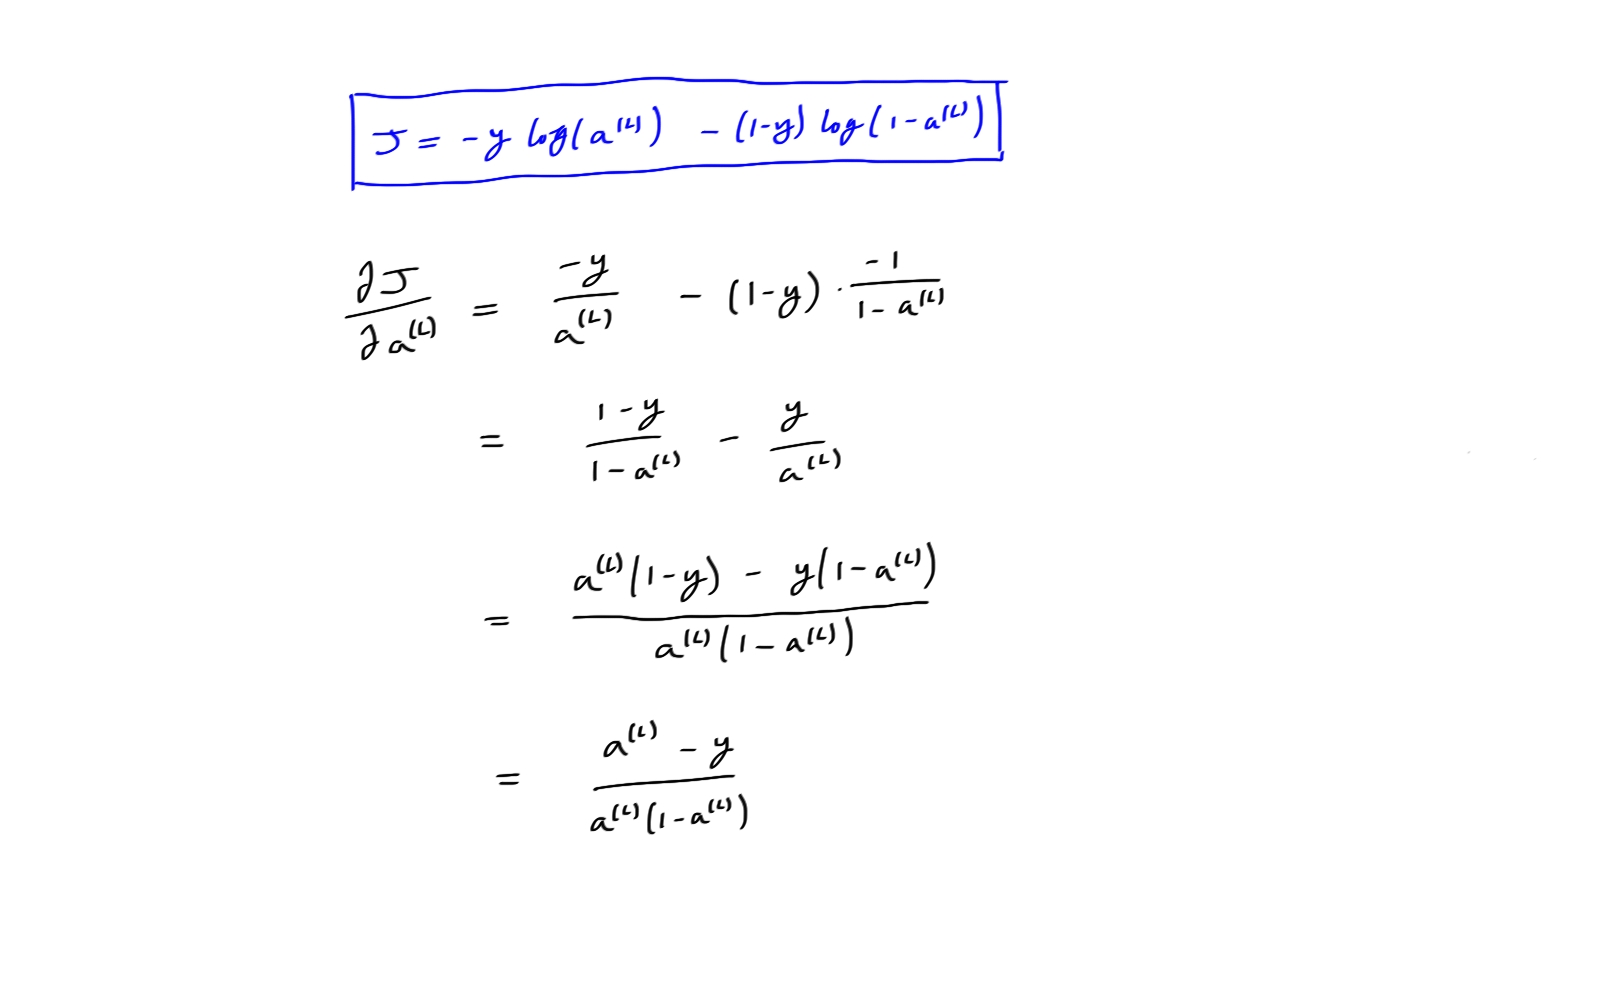 J = -y log(a^(L)) - (1-y) log(1-a^(L))
∂J/∂a^(L) = -y/a^(L) - (1-y) · -1/(1-a^(L))
= (1-y)/(1-a^(L)) - y/a^(L)
= (a^(L)(1-y) - y(1-a^(L)))/(a^(L)(1-a^(L)))
= (a^(L) - y)/(a^(L)(1-a^(L)))